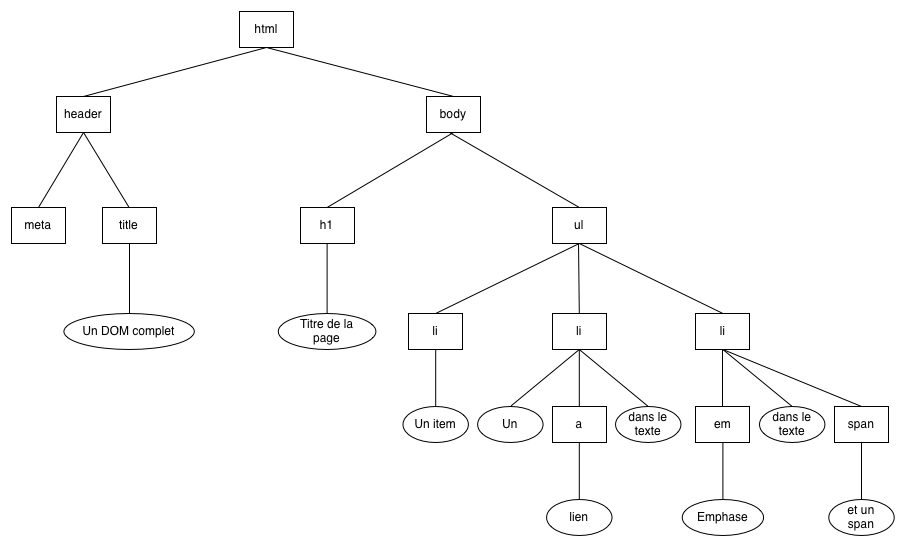 html
header
body
meta
title
h1
ul
Un DOM complet
Titre de la
page
li
li
li
Un item
Un
a
dans le
texte
em
dans le
texte
span
lien
Emphase
et un
span